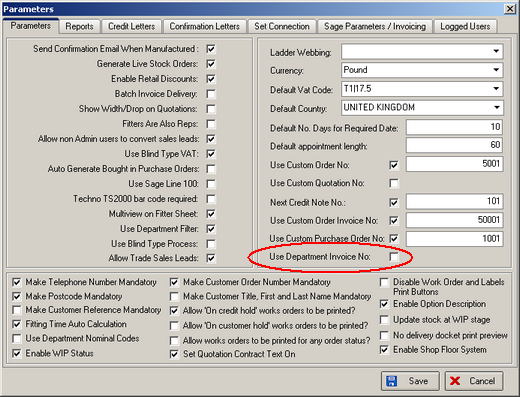 Parameters
Parameters Reports Credit Letters Confirmation Letters Set Connection Sage Parameters / Invoicing Logged Users
Send Confirmation Email When Manufactured :
Generate Live Stock Orders:
Enable Retail Discounts:
Batch Invoice Delivery:
Show Width/Drop on Quotations:
Fitters Are Also Reps:
Allow non Admin users to convert sales leads:
Use Blind Type VAT:
Auto Generate Bought in Purchase Orders:
Use Sage Line 100:
Techno TS2000 bar code required:
Multiview on Fitter Sheet:
Use Department Filter:
Use Blind Type Process:
Allow Trade Sales Leads:
Ladder Webbing:
Currency: Pound
Default Vat Code: T1|17.5
Default Country: UNITED KINGDOM
Default No. Days for Required Date: 10
Default appointment length: 60
Use Custom Order No: 5001
Use Custom Quotation No:
Next Credit Note No.: 101
Use Custom Order Invoice No: 50001
Use Custom Purchase Order No: 1001
Use Department Invoice No:
Make Telephone Number Mandatory
Make Postcode Mandatory
Make Customer Reference Mandatory
Fitting Time Auto Calculation
Use Department Nominal Codes
Enable WIP Status
Make Customer Order Number Mandatory
Make Customer Title, First and Last Name Mandatory
Allow 'On credit hold' works orders to be printed?
Allow 'On customer hold' works orders to be printed?
Allow works orders to be printed for any order status?
Set Quotation Contract Text On
Disable Work Order and Labels
Print Buttons
Enable Option Description
Update stock at WIP stage
No delivery docket print preview
Enable Shop Floor System
Save Cancel